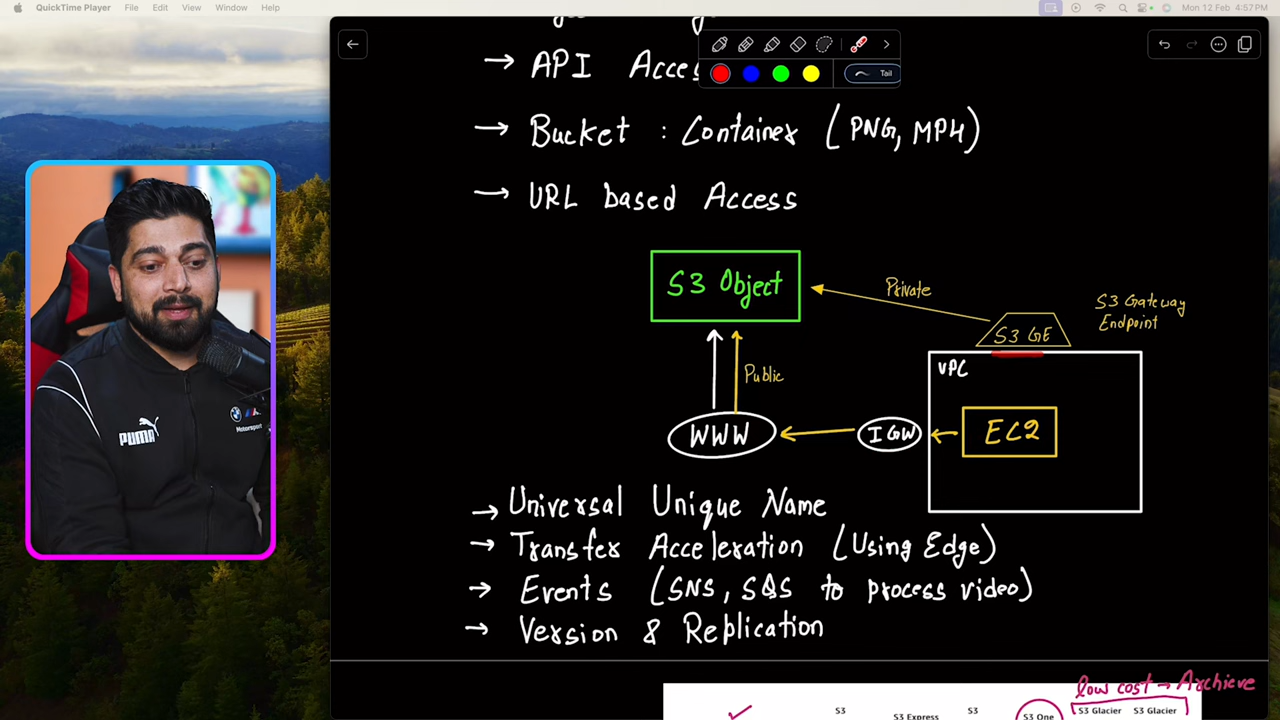 QuickTime Player File Edit View Window Help Mon 12 Feb 4:57 PM
→ API Acces
Tail
→ Bucket : Container (PNG, MP4)
→ URL based Access
S3 Object
Private
S3 Gateway
Endpoint
S3 GE
VPC
Public
WWW
IGW
EC2
→ Universal Unique Name
→ Transfer Acceleration (Using Edge)
→ Events (SNS, SQS to process video)
→ Version & Replication
PUMA
M
Motorsport
low cost → Archieve
S3
S3 Express
S3
S3 One
S3 Glacier
S3 Glacier